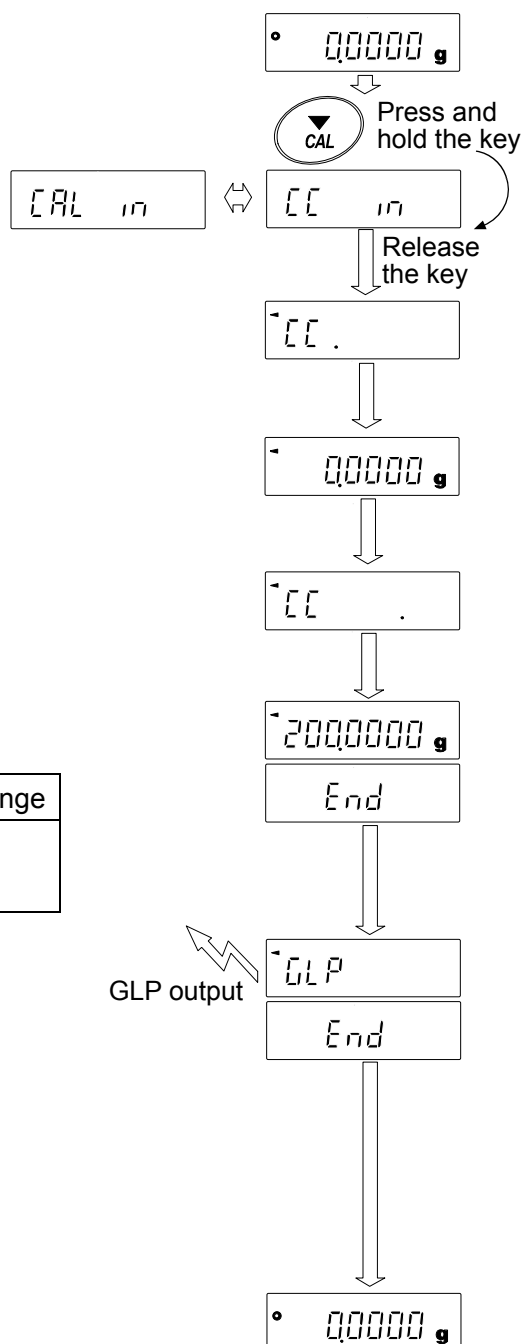 0.0000 g
CAL
Press and
hold the key
CAL in
CC in
Release
the key
CC .
0.0000 g
CC .
200.0000 g
End
nge
GLP
GLP output
End
0.0000 g